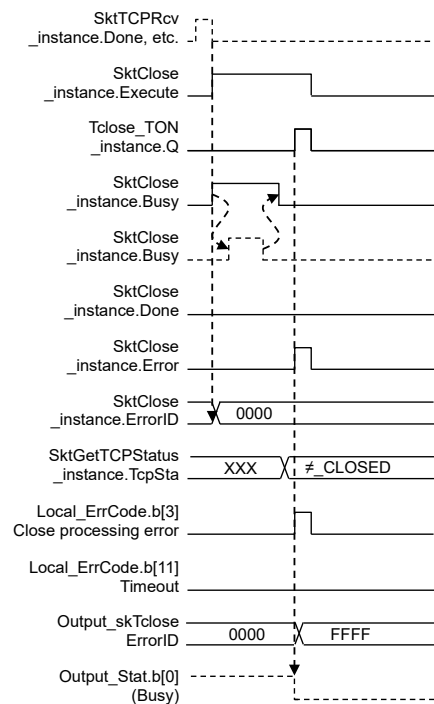 SktTCPRcv
_instance.Done, etc.
SktClose
_instance.Execute
Tclose_TON
_instance.Q
SktClose
_instance.Busy
SktClose
_instance.Busy
SktClose
_instance.Done
SktClose
_instance.Error
SktClose
_instance.ErrorID
0000
SktGetTCPStatus
_instance.TcpSta
XXX
≠_CLOSED
Local_ErrCode.b[3]
Close processing error
Local_ErrCode.b[11]
Timeout
Output_skTclose
ErrorID
0000
FFFF
Output_Stat.b[0]
(Busy)